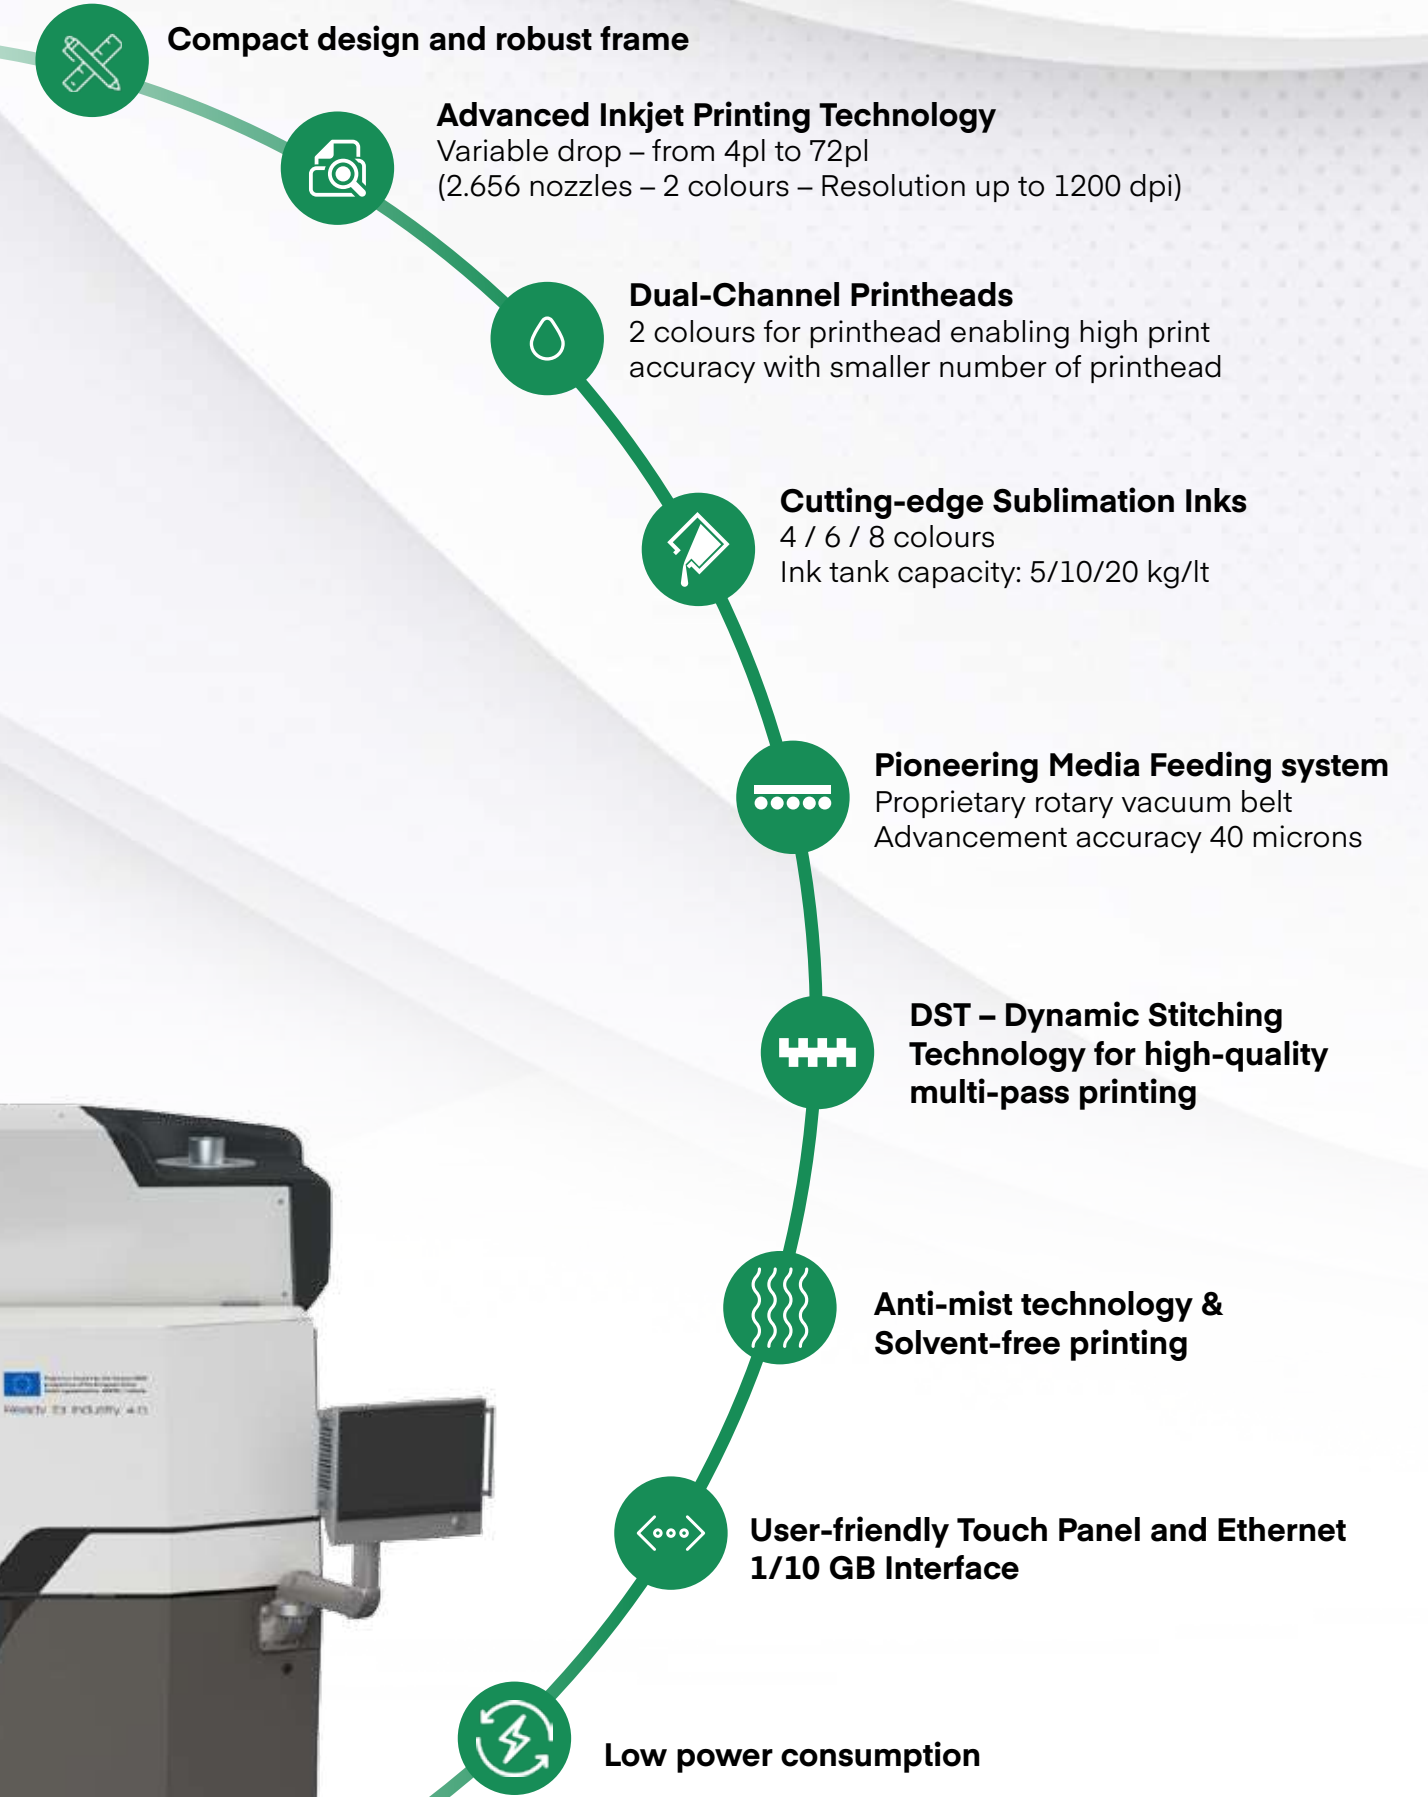 Compact design and robust frame
Advanced Inkjet Printing Technology
Variable drop – from 4pl to 72pl
(2.656 nozzles – 2 colours – Resolution up to 1200 dpi)
Dual-Channel Printheads
2 colours for printhead enabling high print
accuracy with smaller number of printhead
Cutting-edge Sublimation Inks
4 / 6 / 8 colours
Ink tank capacity: 5/10/20 kg/lt
Pioneering Media Feeding system
Proprietary rotary vacuum belt
Advancement accuracy 40 microns
DST – Dynamic Stitching
Technology for high-quality
multi-pass printing
Anti-mist technology &
Solvent-free printing
Ready for Industry 4.0
User-friendly Touch Panel and Ethernet
1/10 GB Interface
Low power consumption